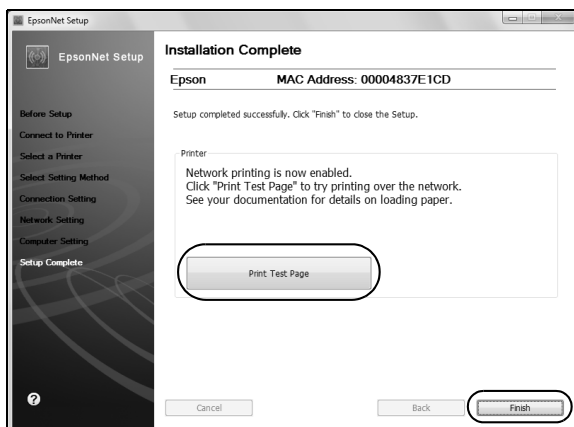 EpsonNet Setup
EpsonNet Setup
Before Setup
Connect to Printer
Select a Printer
Select Setting Method
Connection Setting
Network Setting
Computer Setting
Setup Complete
?
Installation Complete
Epson MAC Address: 00004837E1CD
Setup completed successfully. Click "Finish" to close the Setup.
Printer
Network printing is now enabled.
Click "Print Test Page" to try printing over the network.
See your documentation for details on loading paper.
Print Test Page
Cancel Back Finish